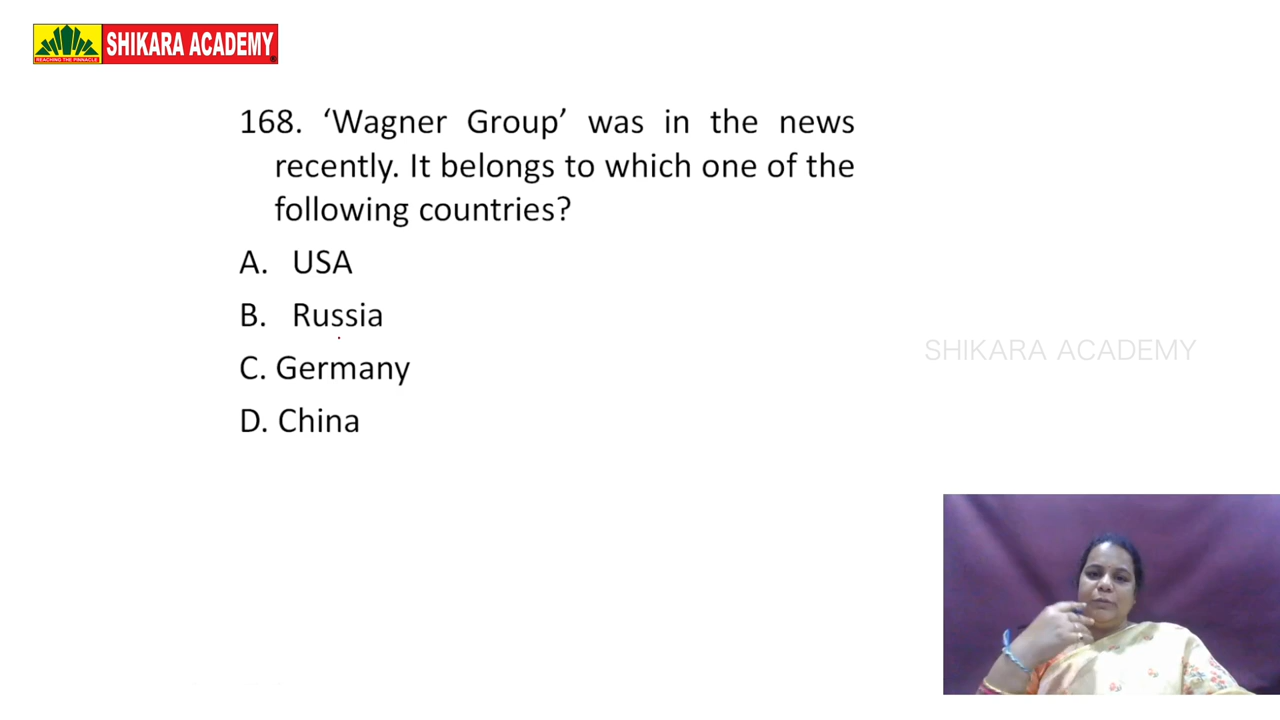 SHIKARA ACADEMY
REACHING THE PINNACLE
168. ‘Wagner Group’ was in the news
recently. It belongs to which one of the
following countries?
A. USA
B. Russia
C. Germany
D. China
SHIKARA ACADEMY